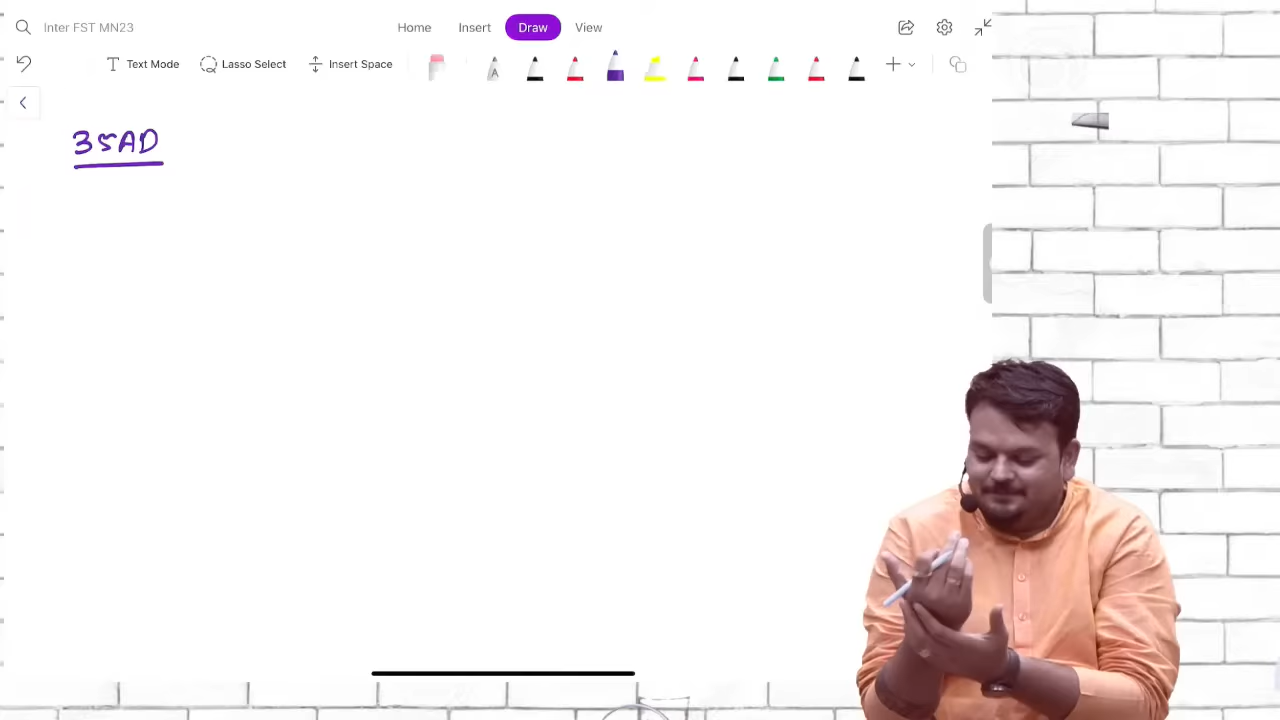 Inter FST MN23 Home Insert Draw View
Text Mode Lasso Select Insert Space A
35AD